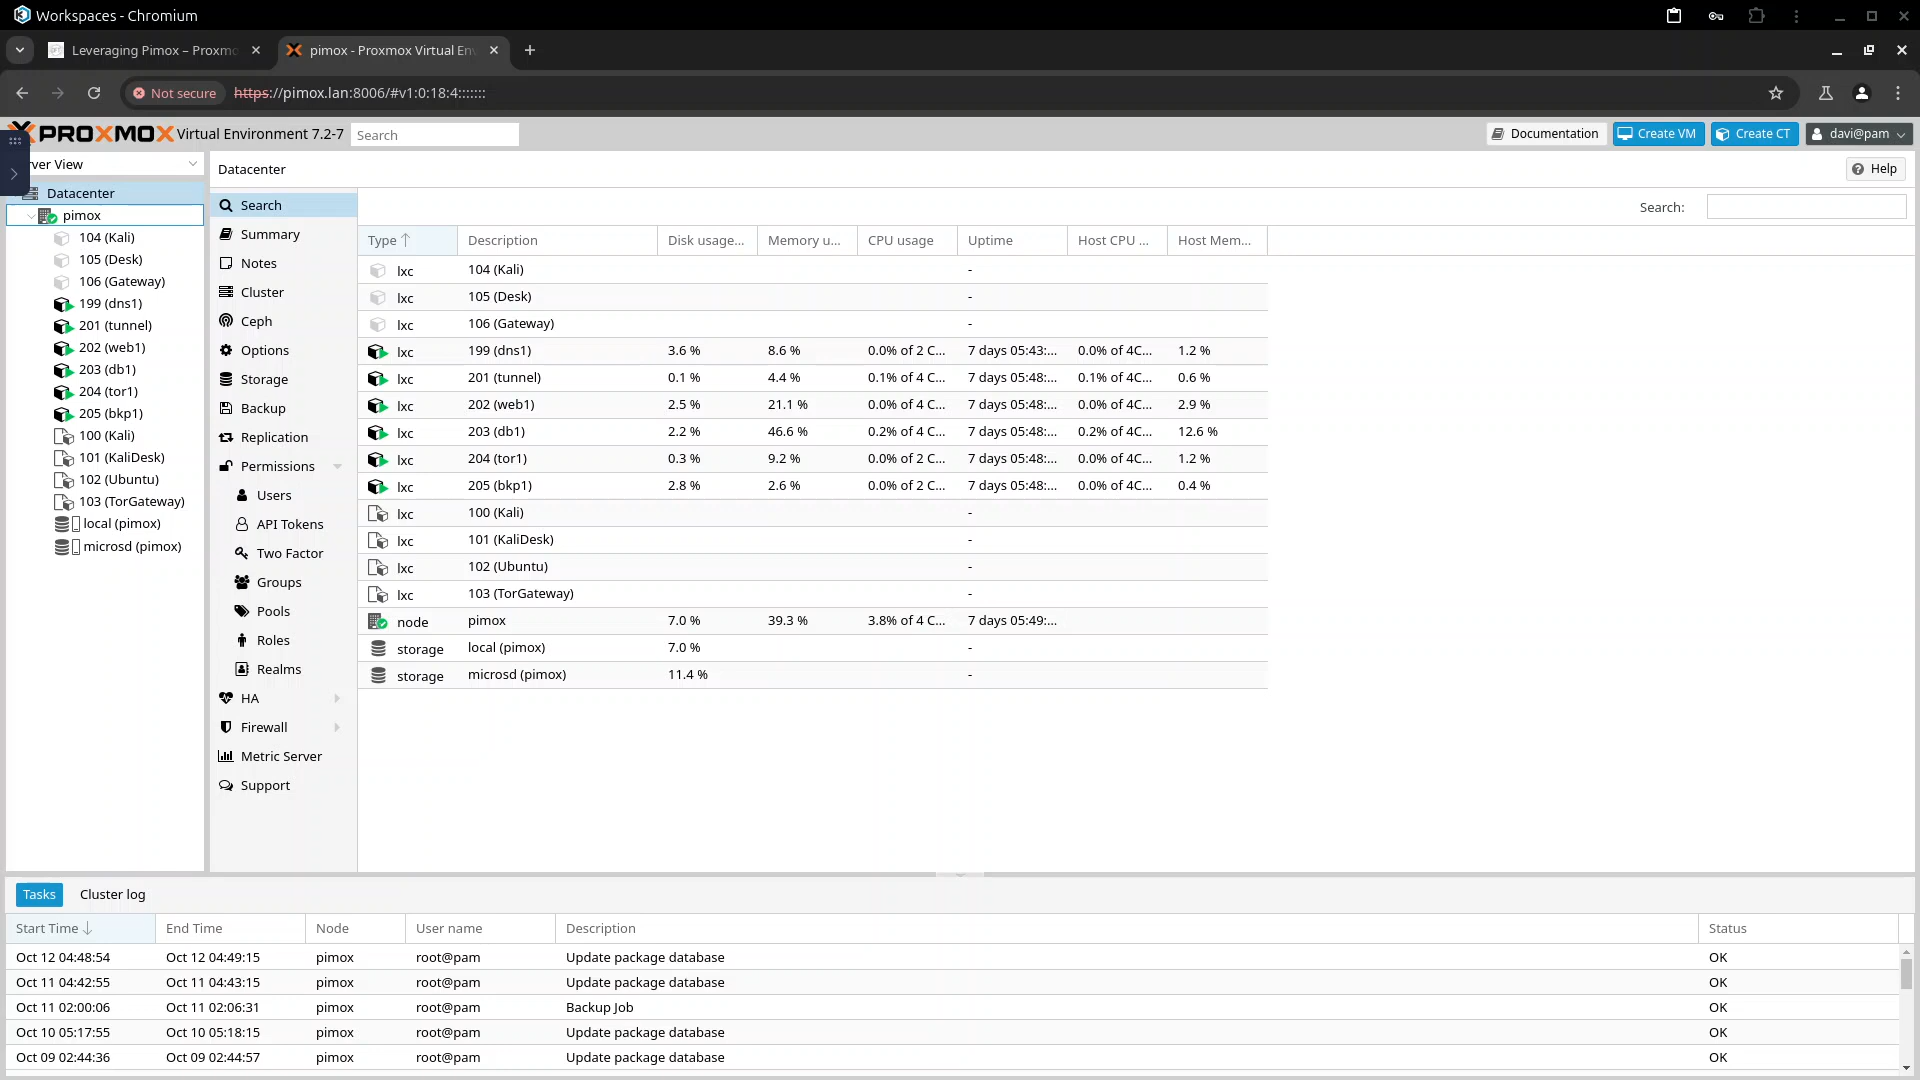 Workspaces - Chromium
Leveraging Pimox – Proxmo
pimox - Proxmox Virtual En
Not secure https://pimox.lan:8006/#v1:0:18:4:::::::
PROXMOX Virtual Environment 7.2-7 Search Documentation Create VM Create CT davi@pam
rver View
Datacenter
pimox
104 (Kali)
105 (Desk)
106 (Gateway)
199 (dns1)
201 (tunnel)
202 (web1)
203 (db1)
204 (tor1)
205 (bkp1)
100 (Kali)
101 (KaliDesk)
102 (Ubuntu)
103 (TorGateway)
local (pimox)
microsd (pimox)
Datacenter Help
Search
Summary
Notes
Cluster
Ceph
Options
Storage
Backup
Replication
Permissions
Users
API Tokens
Two Factor
Groups
Pools
Roles
Realms
HA
Firewall
Metric Server
Support
Search:
Type Description Disk usage... Memory u... CPU usage Uptime Host CPU ... Host Mem...
lxc 104 (Kali) -
lxc 105 (Desk) -
lxc 106 (Gateway) -
lxc 199 (dns1) 3.6 % 8.6 % 0.0% of 2 C... 7 days 05:43:... 0.0% of 4C... 1.2 %
lxc 201 (tunnel) 0.1 % 4.4 % 0.1% of 4 C... 7 days 05:48:... 0.1% of 4C... 0.6 %
lxc 202 (web1) 2.5 % 21.1 % 0.0% of 4 C... 7 days 05:48:... 0.0% of 4C... 2.9 %
lxc 203 (db1) 2.2 % 46.6 % 0.2% of 4 C... 7 days 05:48:... 0.2% of 4C... 12.6 %
lxc 204 (tor1) 0.3 % 9.2 % 0.0% of 2 C... 7 days 05:48:... 0.0% of 4C... 1.2 %
lxc 205 (bkp1) 2.8 % 2.6 % 0.0% of 2 C... 7 days 05:48:... 0.0% of 4C... 0.4 %
lxc 100 (Kali) -
lxc 101 (KaliDesk) -
lxc 102 (Ubuntu) -
lxc 103 (TorGateway) -
node pimox 7.0 % 39.3 % 3.8% of 4 C... 7 days 05:49:...
storage local (pimox) 7.0 % -
storage microsd (pimox) 11.4 % -
Tasks Cluster log
Start Time End Time Node User name Description Status
Oct 12 04:48:54 Oct 12 04:49:15 pimox root@pam Update package database OK
Oct 11 04:42:55 Oct 11 04:43:15 pimox root@pam Update package database OK
Oct 11 02:00:06 Oct 11 02:06:31 pimox root@pam Backup Job OK
Oct 10 05:17:55 Oct 10 05:18:15 pimox root@pam Update package database OK
Oct 09 02:44:36 Oct 09 02:44:57 pimox root@pam Update package database OK